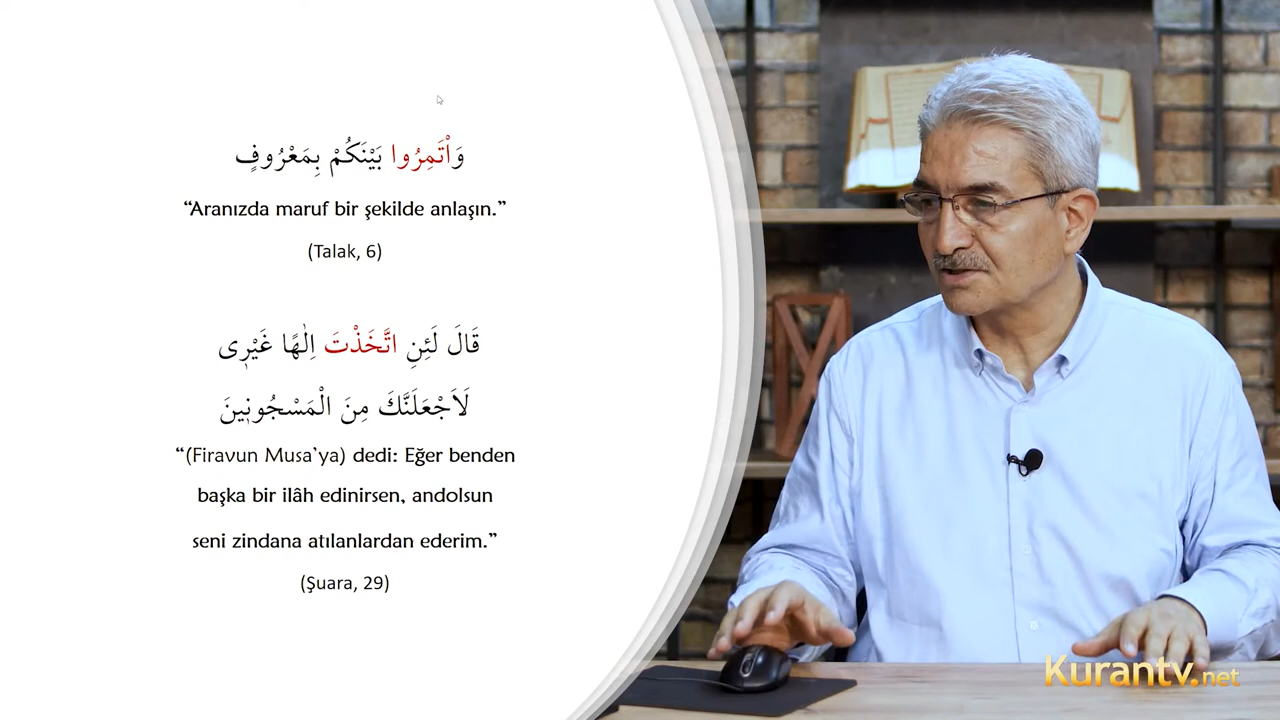 وَاْتَمِرُوا بَيْنَكُمْ بِمَعْرُوفٍ
“Aranızda maruf bir şekilde anlaşın.”
(Talak, 6)
قَالَ لَئِنِ اتَّخَذْتَ اِلٰهًا غَيْر۪ى
لَاَجْعَلَنَّكَ مِنَ الْمَسْجُون۪ينَ
“(Firavun Musa’ya) dedi: Eğer benden
başka bir ilâh edinirsen, andolsun
seni zindana atılanlardan ederim.”
(Şuara, 29)
Kurantv.net